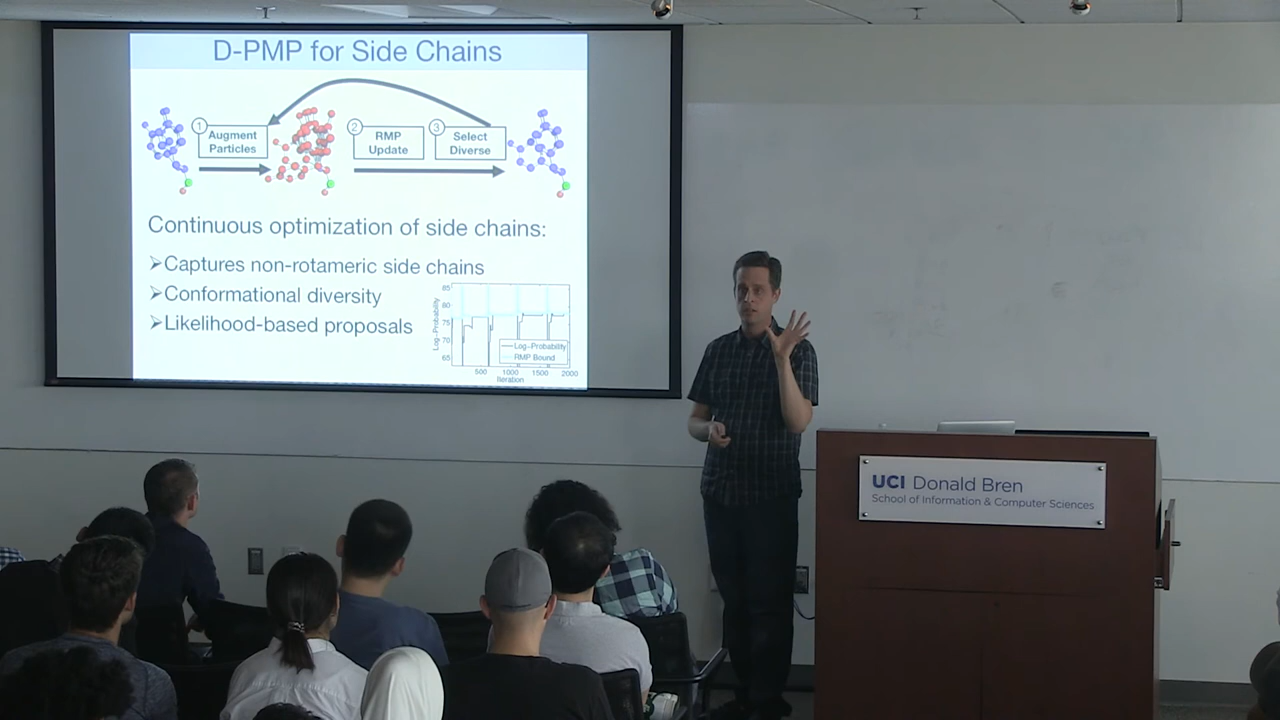 D-PMP for Side Chains
1
Augment
Particles
2
RMP
Update
3
Select
Diverse
Continuous optimization of side chains:
➢Captures non-rotameric side chains
➢Conformational diversity
➢Likelihood-based proposals
Log-Probability
85
80
75
70
65
Log-Probability
RMP Bound
500 1000 1500 2000
Iteration
UCI Donald Bren
School of Information & Computer Sciences